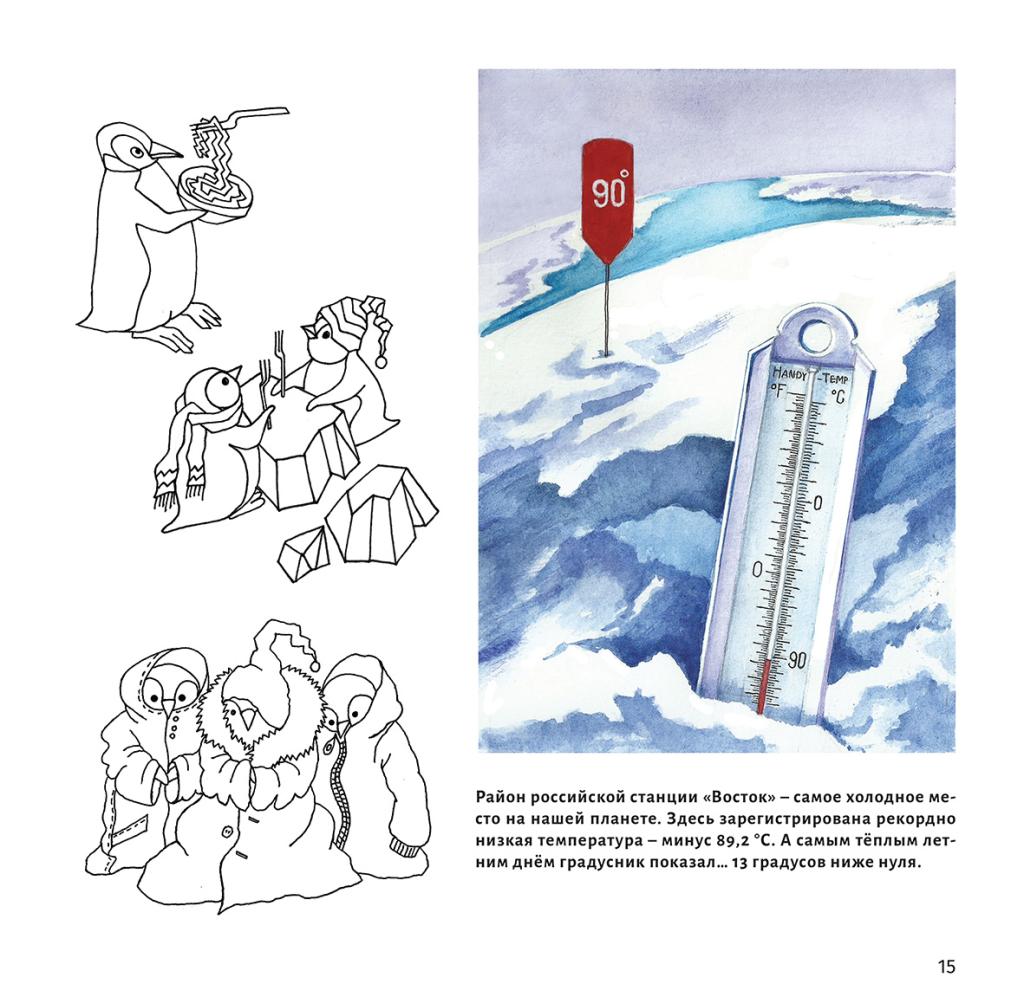 90°
HANDY-TEMP
°F °C
0
0
90
Район российской станции «Восток» – самое холодное ме-
сто на нашей планете. Здесь зарегистрирована рекордно
низкая температура – минус 89,2 °C. А самым тёплым лет-
ним днём градусник показал... 13 градусов ниже нуля.
15